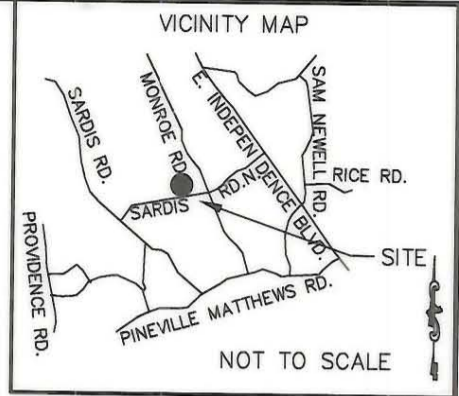 VICINITY MAP
SARDIS RD.
MONROE RD.
E. INDEPENDENCE BLVD.
SAM NEWELL RD.
RICE RD.
SARDIS RD.N.
PROVIDENCE RD.
SITE
PINEVILLE MATTHEWS RD.
NOT TO SCALE